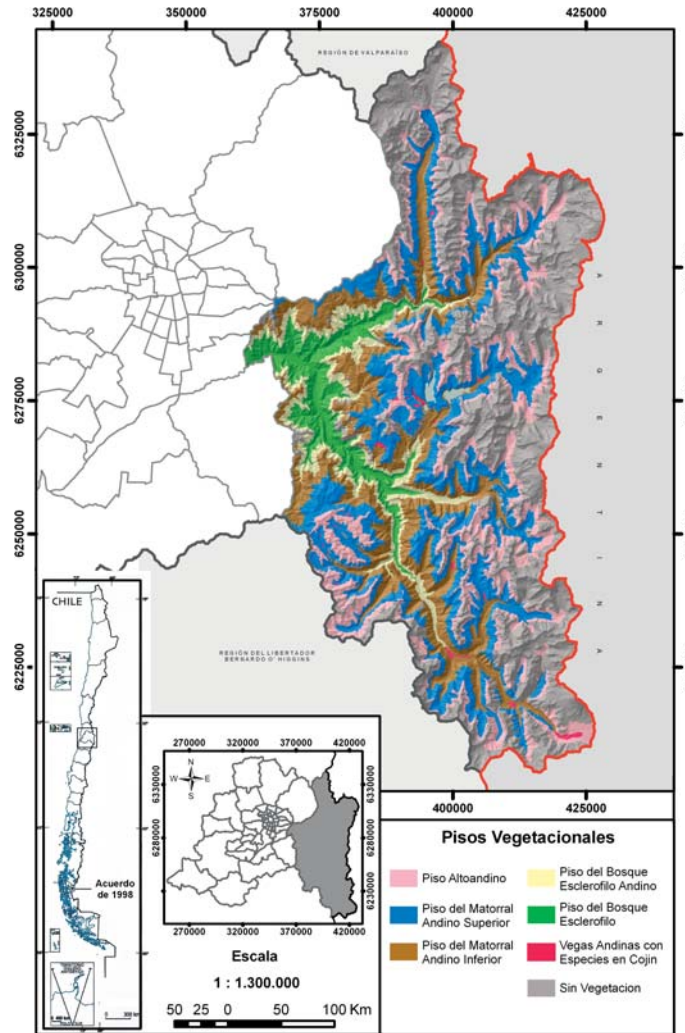 325000 350000 375000 400000 425000
REGIÓN DE VALPARAÍSO
6325000
6300000
6275000
6250000
6225000
ARGENTINA
REGIÓN DEL LIBERTADOR
BERNARDO O' HIGGINS
400000 425000
CHILE
Acuerdo
de 1998
270000 320000 370000 420000
N
W E
S
6330000
6280000
6230000
6330000
6280000
6230000
270000 320000 370000 420000
Escala
1 : 1.300.000
50 25 0 50 100 Km
Pisos Vegetacionales
Piso Altoandino
Piso del Matorral
Andino Superior
Piso del Matorral
Andino Inferior
Piso del Bosque
Esclerofilo Andino
Piso del Bosque
Esclerofilo
Vegas Andinas con
Especies en Cojin
Sin Vegetacion